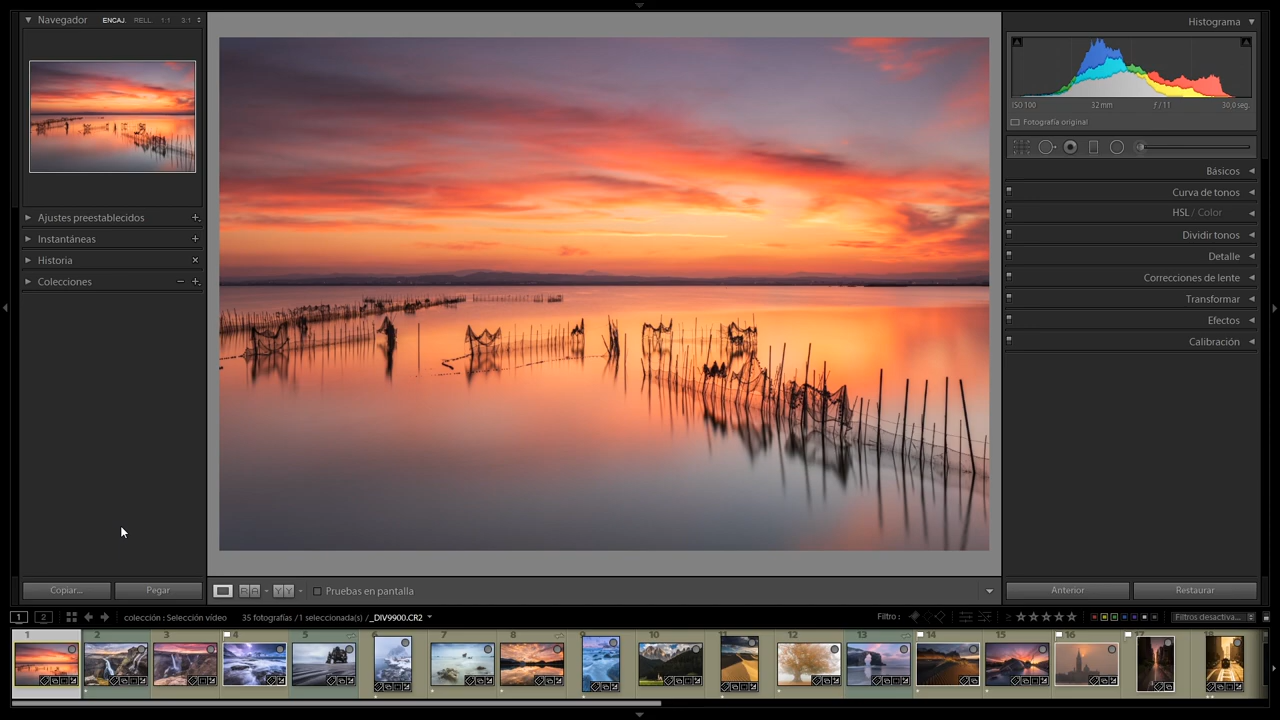 Navegador ENCAJ. RELL 1:1 3:1
Histograma
ISO 100 32 mm ƒ / 11 30,0 seg.
Fotografía original
Básicos
Curva de tonos
HSL / Color
Dividir tonos
Detalle
Correcciones de lente
Transformar
Efectos
Calibración
Ajustes preestablecidos
Instantáneas
Historia
Colecciones
Copiar... Pegar
Pruebas en pantalla
Anterior Restaurar
1 2 colección : Selección vídeo 35 fotografías /1 seleccionada(s) /_DIV9900.CR2 Filtro : Filtros desactiva...
1 2 3 4 5 6 7 8 9 10 11 12 13 14 15 16 17 18